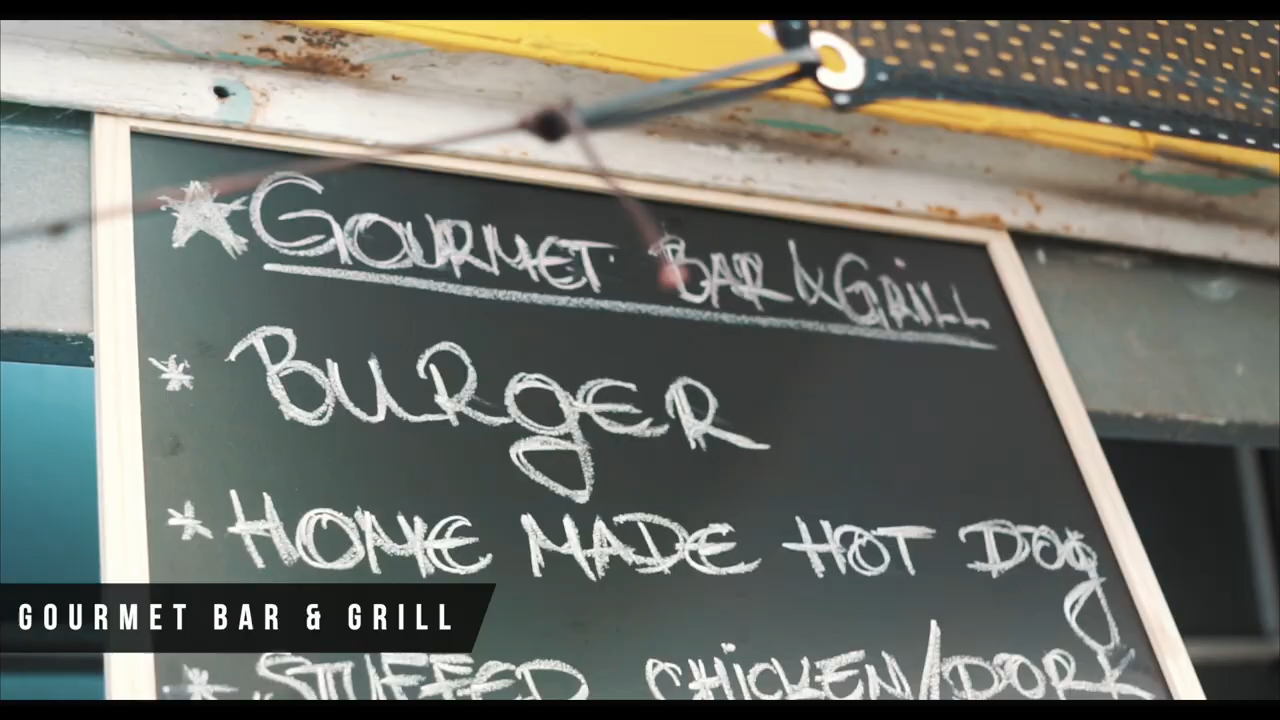 GOURMET BAR & GRILL
* BURgER
* HOME MADE HOT DOg
GOURMET BAR & GRILL
* STUFFED CHiCKEN/PORK